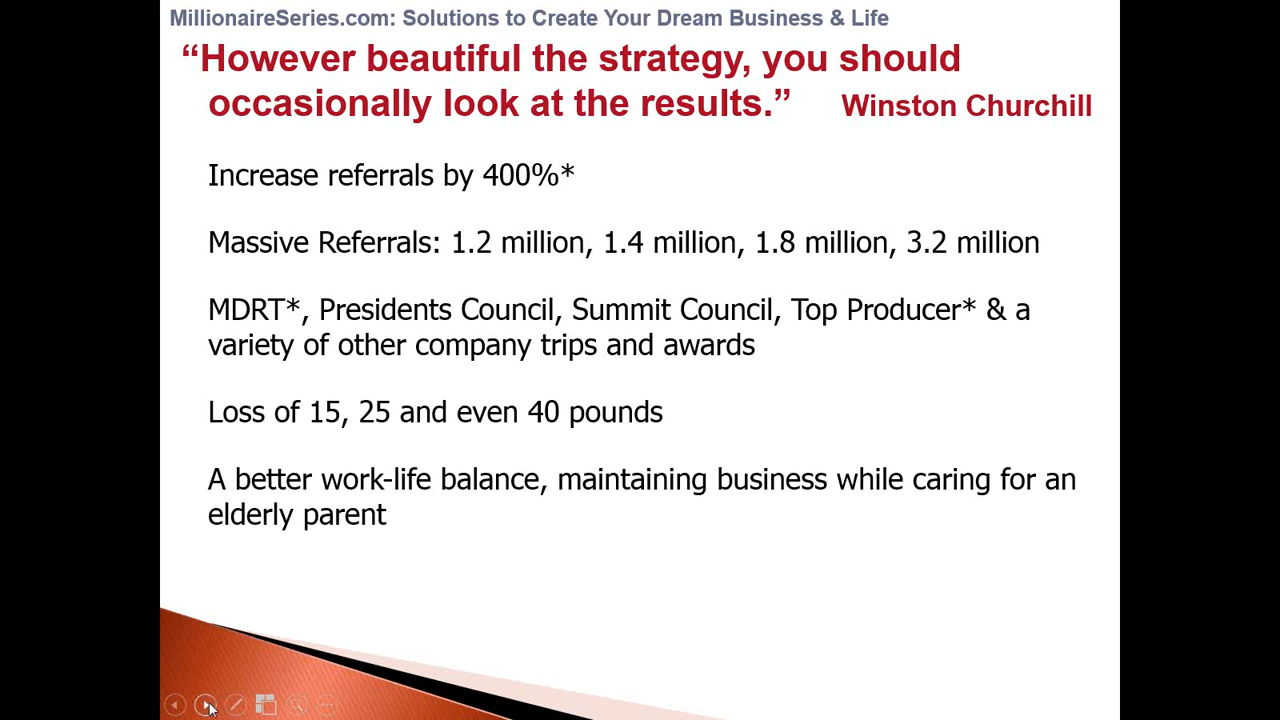 MillionaireSeries.com: Solutions to Create Your Dream Business & Life
“However beautiful the strategy, you should
occasionally look at the results.” Winston Churchill
Increase referrals by 400%*
Massive Referrals: 1.2 million, 1.4 million, 1.8 million, 3.2 million
MDRT*, Presidents Council, Summit Council, Top Producer* & a
variety of other company trips and awards
Loss of 15, 25 and even 40 pounds
A better work-life balance, maintaining business while caring for an
elderly parent